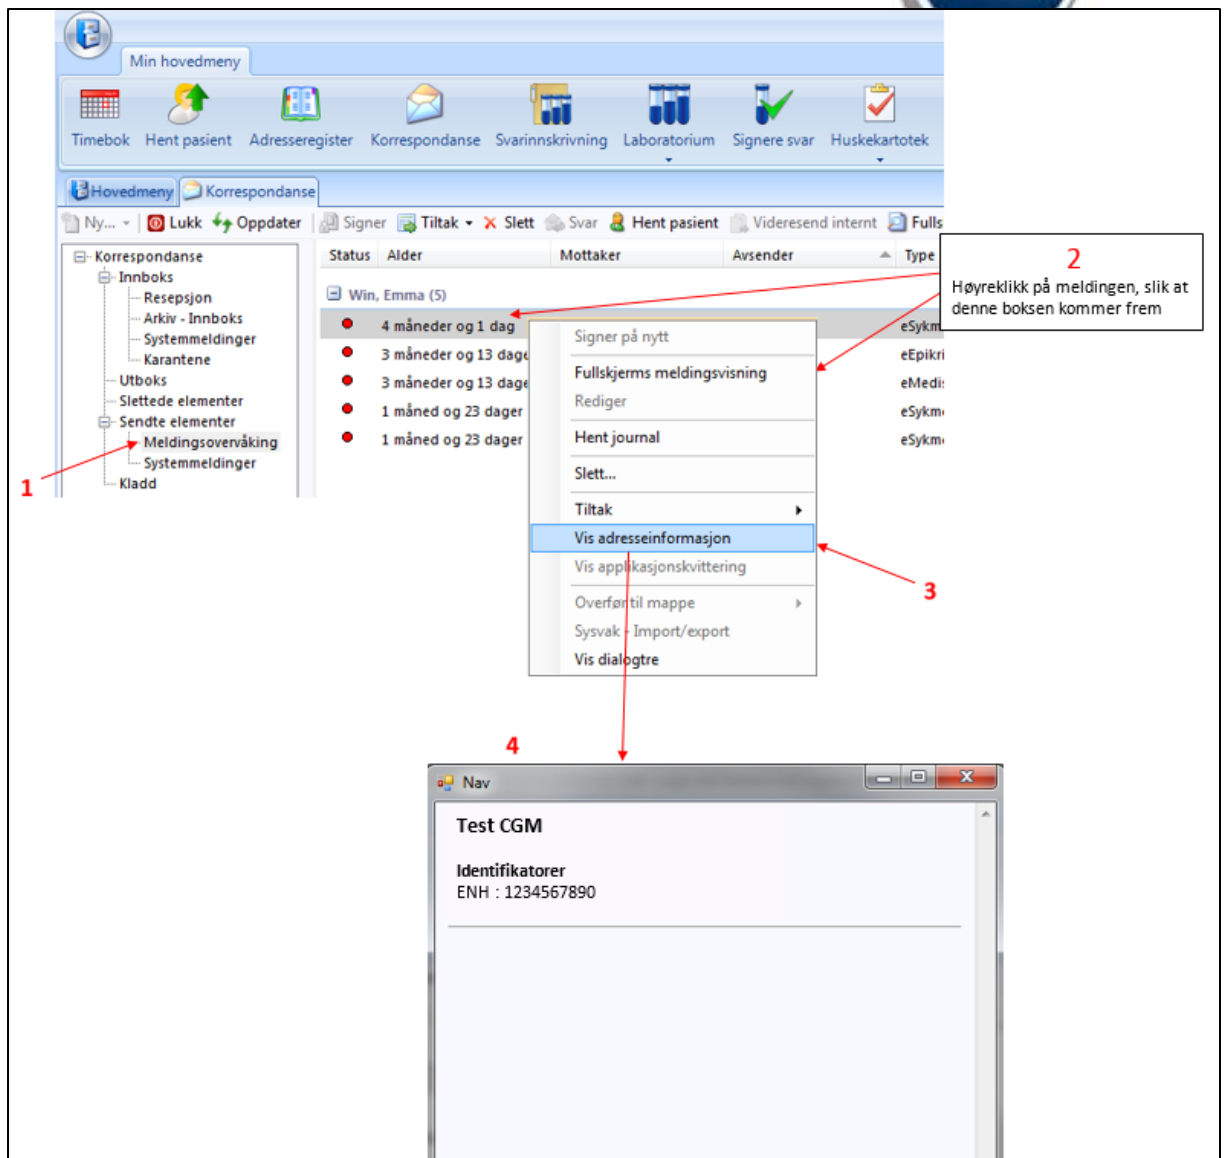 Min hovedmeny
Timebok Hent pasient Adresseregister Korrespondanse Svarinnskrivning Laboratorium Signere svar Huskekartotek
Hovedmeny Korrespondanse
Ny... Lukk Oppdater Signer Tiltak Slett Svar Hent pasient Videresend internt Fulls
Korrespondanse
Innboks
Resepsjon
Arkiv - Innboks
Systemmeldinger
Karantene
Utboks
Slettede elementer
Sendte elementer
Meldingsovervåking
Systemmeldinger
Kladd
1
Status Alder Mottaker Avsender Type
Win, Emma (5)
4 måneder og 1 dag eSykm
3 måneder og 13 dage eEpikri
3 måneder og 13 dage eMedi
1 måned og 23 dager eSykm
1 måned og 23 dager eSykm
2
Høyreklikk på meldingen, slik at
denne boksen kommer frem
Signer på nytt
Fullskjerms meldingsvisning
Rediger
Hent journal
Slett...
Tiltak
Vis adresseinformasjon
Vis applikasjonskvittering
Overfør til mappe
Sysvak - Import/export
Vis dialogtre
3
4
Nav
Test CGM
Identifikatorer
ENH : 1234567890